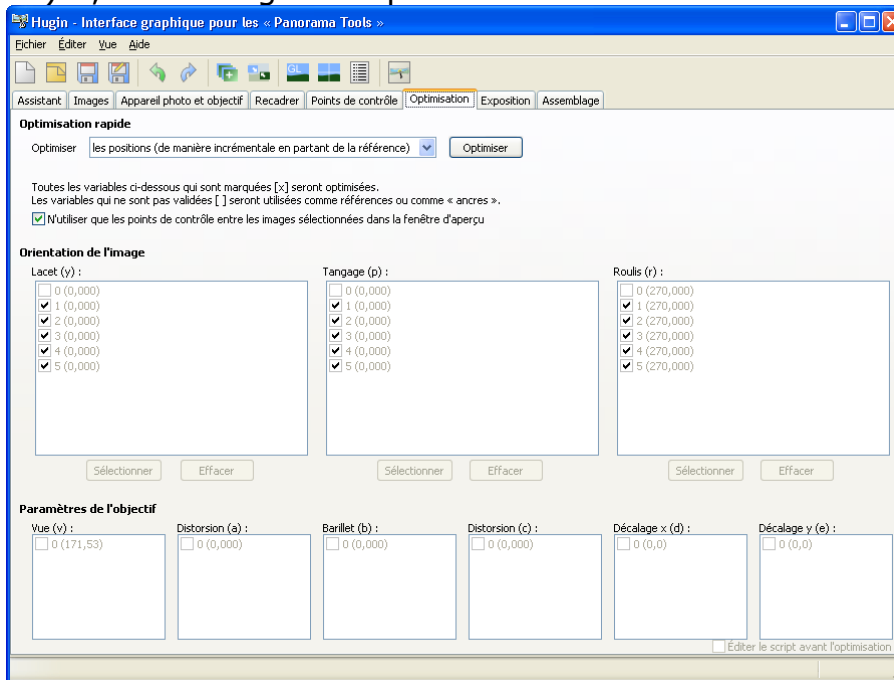 Hugin - Interface graphique pour les « Panorama Tools »
Fichier Éditer Vue Aide
GL
Assistant Images Appareil photo et objectif Recadrer Points de contrôle Optimisation Exposition Assemblage
Optimisation rapide
Optimiser les positions (de manière incrémentale en partant de la référence) Optimiser
Toutes les variables ci-dessous qui sont marquées [x] seront optimisées.
Les variables qui ne sont pas validées [ ] seront utilisées comme références ou comme « ancres ».
N'utiliser que les points de contrôle entre les images sélectionnées dans la fenêtre d'aperçu
Orientation de l'image
Lacet (y) : Tangage (p) : Roulis (r) :
0 (0,000) 0 (0,000) 0 (270,000)
1 (0,000) 1 (0,000) 1 (270,000)
2 (0,000) 2 (0,000) 2 (270,000)
3 (0,000) 3 (0,000) 3 (270,000)
4 (0,000) 4 (0,000) 4 (270,000)
5 (0,000) 5 (0,000) 5 (270,000)
Sélectionner Effacer Sélectionner Effacer Sélectionner Effacer
Paramètres de l'objectif
Vue (v) : Distorsion (a) : Barillet (b) : Distorsion (c) : Décalage x (d) : Décalage y (e) :
0 (171,53) 0 (0,000) 0 (0,000) 0 (0,000) 0 (0,0) 0 (0,0)
Éditer le script avant l'optimisation